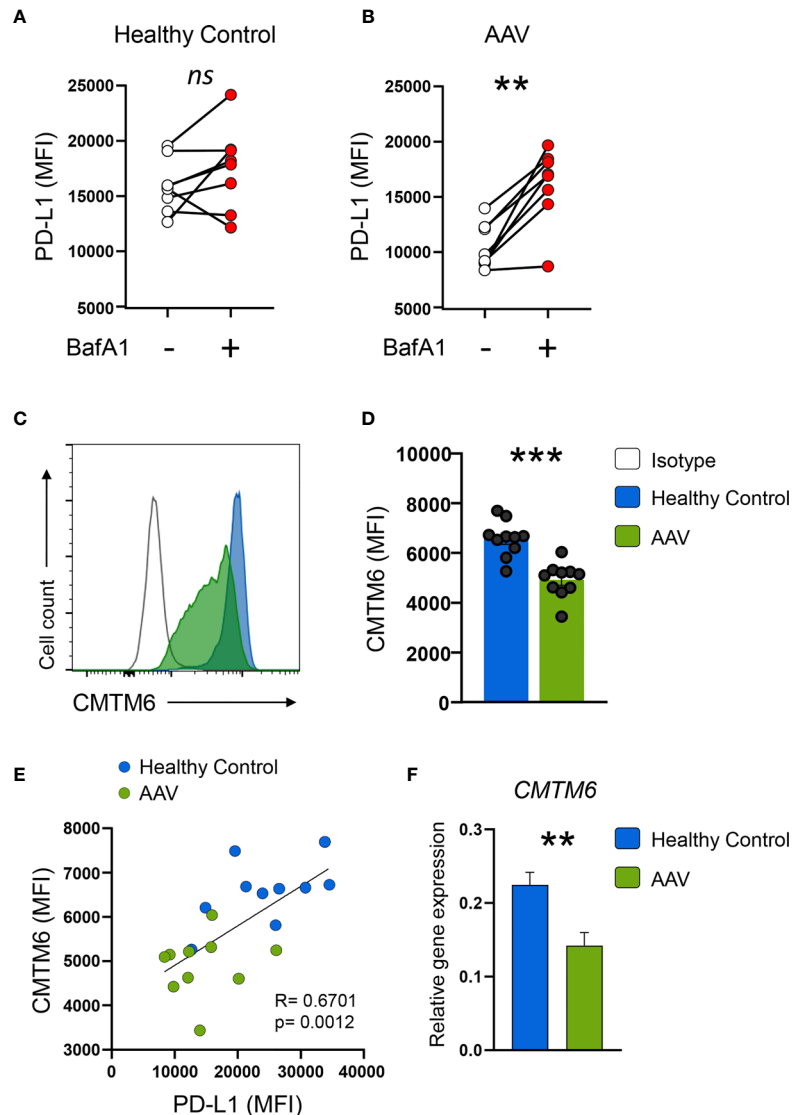 A
Healthy Control
ns
25000
20000
15000
10000
5000
PD-L1 (MFI)
BafA1 - +
B
AAV
**
25000
20000
15000
10000
5000
PD-L1 (MFI)
BafA1 - +
C
Cell count
CMTM6
D
***
10000
8000
6000
4000
2000
0
CMTM6 (MFI)
Isotype
Healthy Control
AAV
E
Healthy Control
AAV
8000
7000
6000
5000
4000
3000
CMTM6 (MFI)
R= 0.6701
p= 0.0012
0 10000 20000 30000 40000
PD-L1 (MFI)
F
CMTM6
**
0.3
0.2
0.1
0.0
Relative gene expression
Healthy Control
AAV